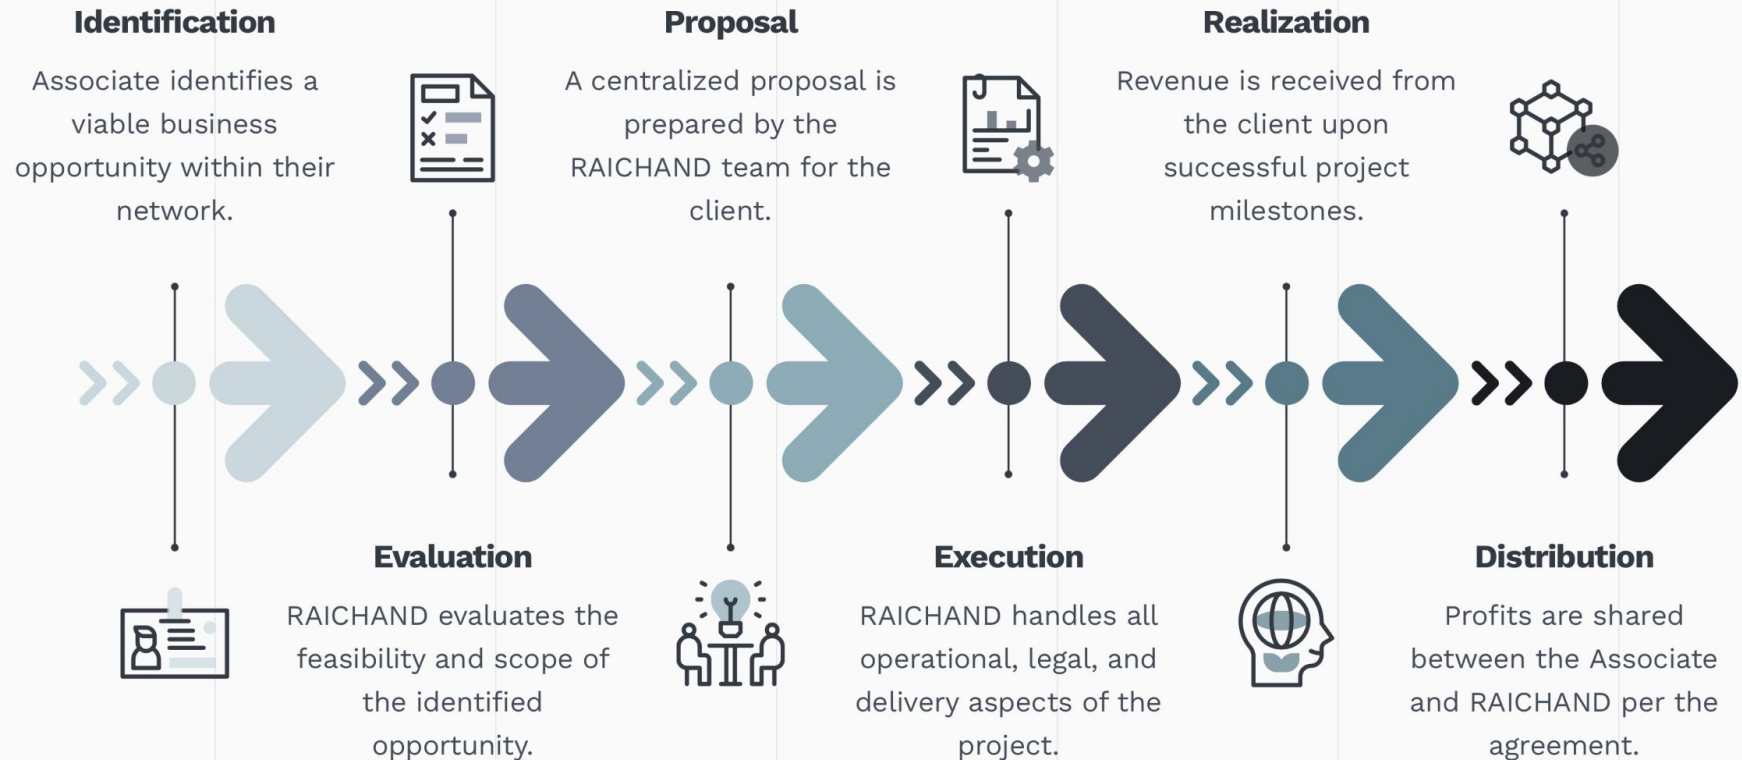 Identification
Associate identifies a
viable business
opportunity within their
network.
Evaluation
RAICHAND evaluates the
feasibility and scope of
the identified
opportunity.
Proposal
A centralized proposal is
prepared by the
RAICHAND team for the
client.
Execution
RAICHAND handles all
operational, legal, and
delivery aspects of the
project.
Realization
Revenue is received from
the client upon
successful project
milestones.
Distribution
Profits are shared
between the Associate
and RAICHAND per the
agreement.